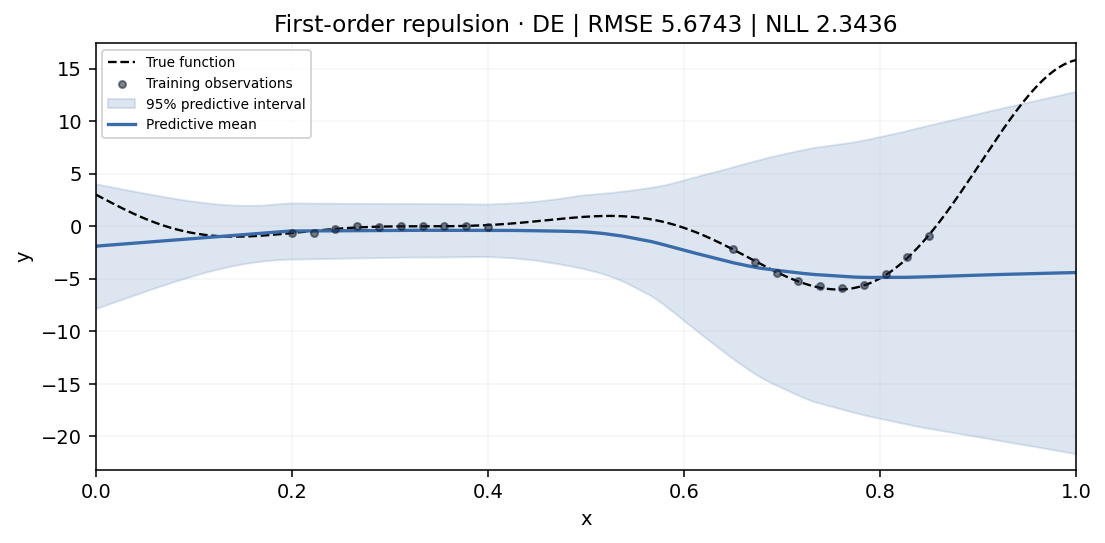 First-order repulsion · DE | RMSE 5.6743 | NLL 2.3436
True function
Training observations
95% predictive interval
Predictive mean
15
10
5
0
−5
−10
−15
−20
y
0.0 0.2 0.4 0.6 0.8 1.0
x